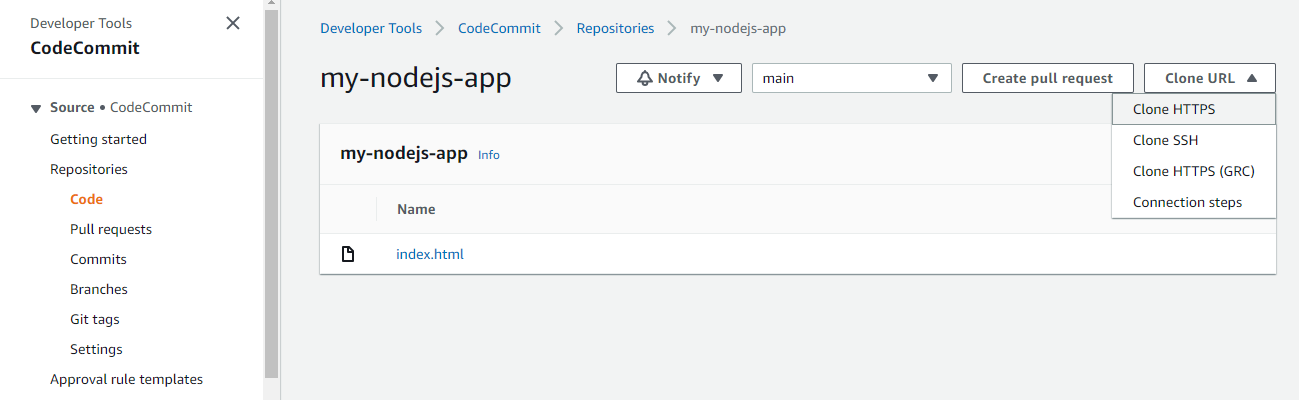 Developer Tools
CodeCommit
Source • CodeCommit
Getting started
Repositories
Code
Pull requests
Commits
Branches
Git tags
Settings
Approval rule templates
Developer Tools > CodeCommit > Repositories > my-nodejs-app
my-nodejs-app
Notify
main
Create pull request
Clone URL
Clone HTTPS
Clone SSH
Clone HTTPS (GRC)
Connection steps
my-nodejs-app Info
Name
index.html